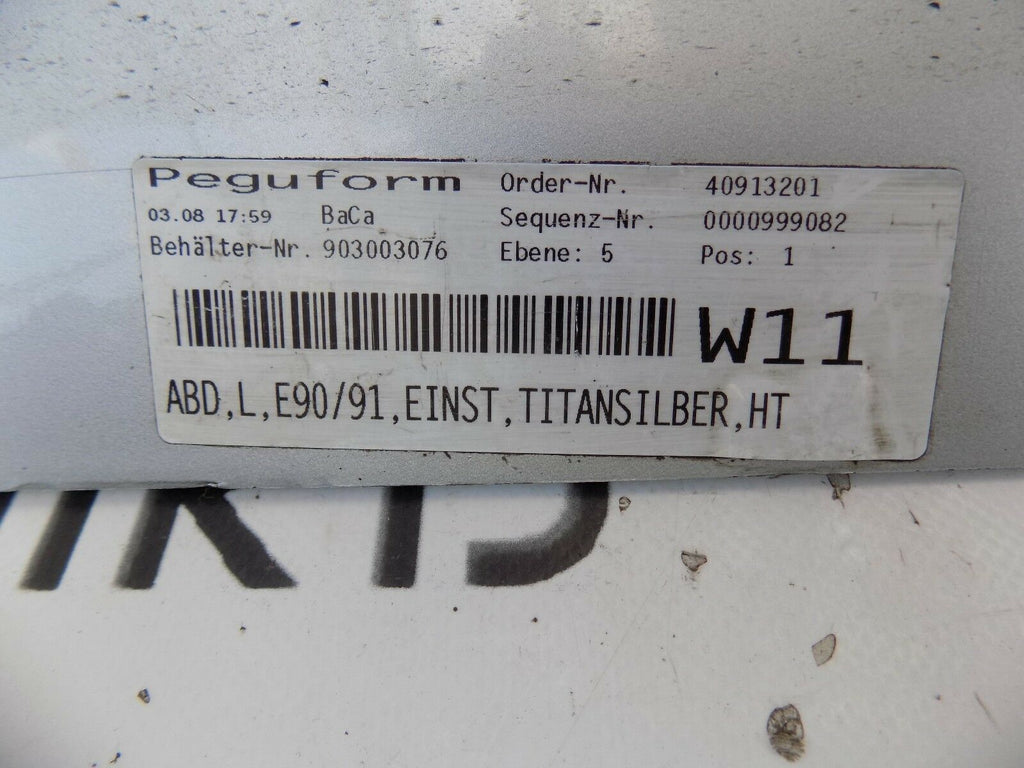 Peguform Order-Nr. 40913201
03.08 17:59 BaCa Sequenz-Nr. 0000999082
Behälter-Nr. 903003076 Ebene: 5 Pos: 1
W11
ABD,L,E90/91,EINST,TITANSILBER,HT